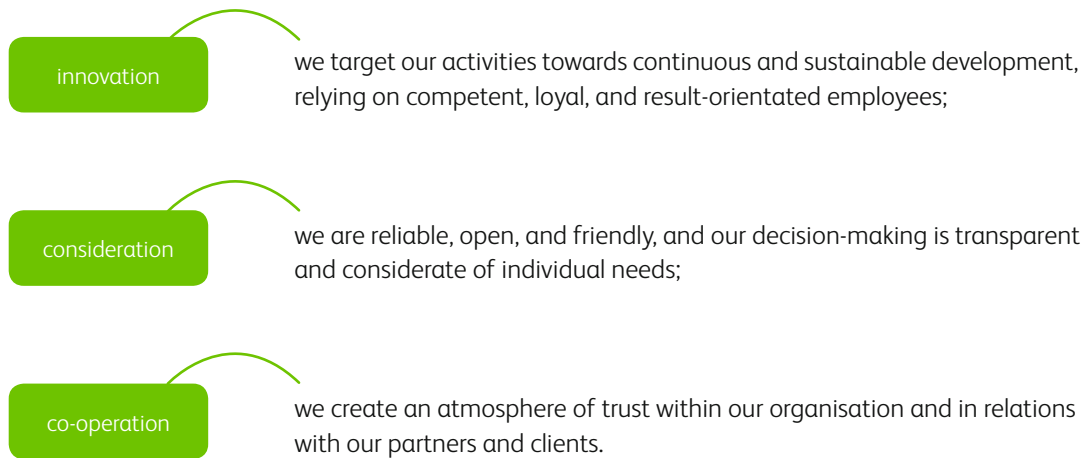 innovation
we target our activities towards continuous and sustainable development,
relying on competent, loyal, and result-orientated employees;
consideration
we are reliable, open, and friendly, and our decision-making is transparent
and considerate of individual needs;
co-operation
we create an atmosphere of trust within our organisation and in relations
with our partners and clients.